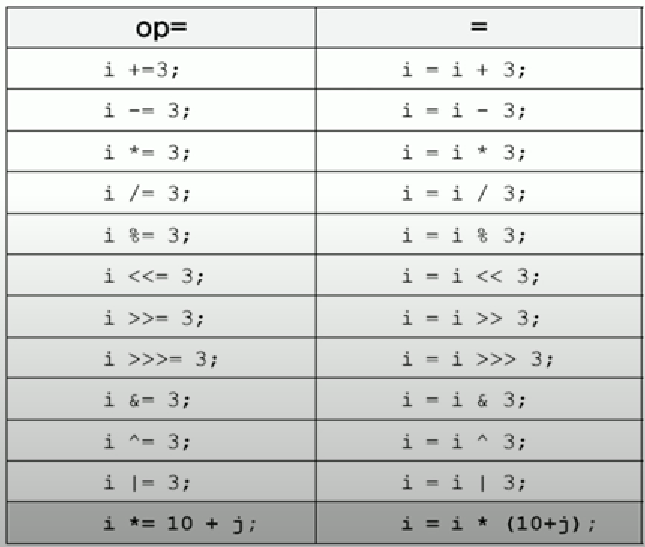 op= =
i +=3; i = i + 3;
i -= 3; i = i - 3;
i *= 3; i = i * 3;
i /= 3; i = i / 3;
i %= 3; i = i % 3;
i <<= 3; i = i << 3;
i >>= 3; i = i >> 3;
i >>>= 3; i = i >>> 3;
i &= 3; i = i & 3;
i ^= 3; i = i ^ 3;
i |= 3; i = i | 3;
i *= 10 + j; i = i * (10+j);